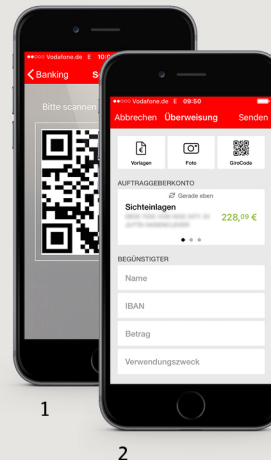 Vodafone.de E 10:0
Banking
Bitte scannen
1
Vodafone.de E 09:50
Abbrechen Überweisung Senden
Vorlagen Foto GiroCode
AUFTRAGGEBERKONTO
Gerade eben
Sichteinlagen
228,09 €
BEGÜNSTIGTER
Name
IBAN
Betrag
Verwendungszweck
2